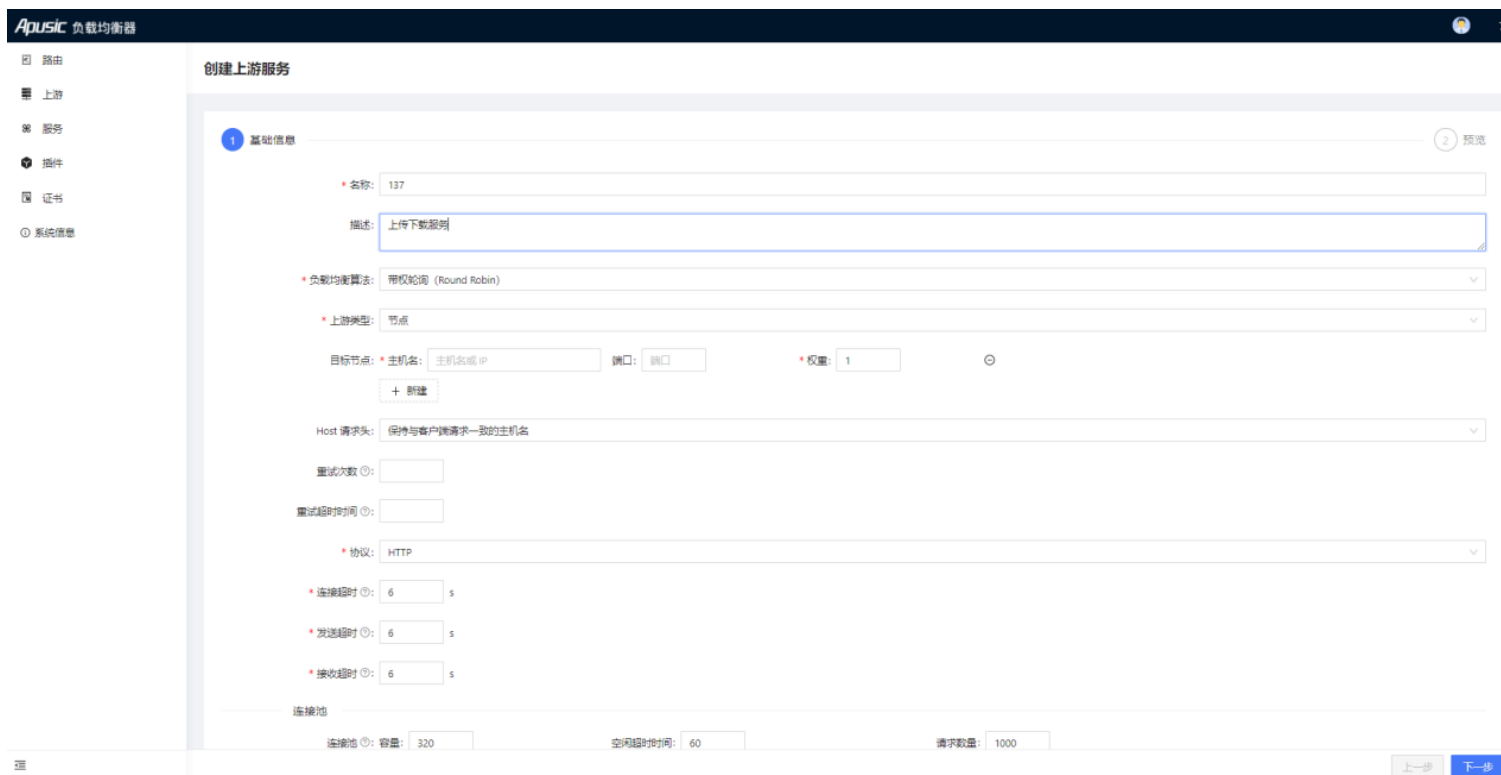 Apusic 负载均衡器
路由
上游
服务
插件
证书
系统信息
创建上游服务
1 基础信息
2 预览
* 名称: 137
描述: 上传下载服务
* 负载均衡算法: 带权轮询 (Round Robin)
* 上游类型: 节点
目标节点: * 主机名: 主机名或 IP 端口: 端口 * 权重: 1
+ 新建
Host 请求头: 保持与客户端请求一致的主机名
重试次数 ?:
重试超时时间 ?:
* 协议: HTTP
* 连接超时 ?: 6 s
* 发送超时 ?: 6 s
* 接收超时 ?: 6 s
连接池
连接池 ?: 容量: 320 空闲超时时间: 60 请求数量: 1000
上一步 下一步